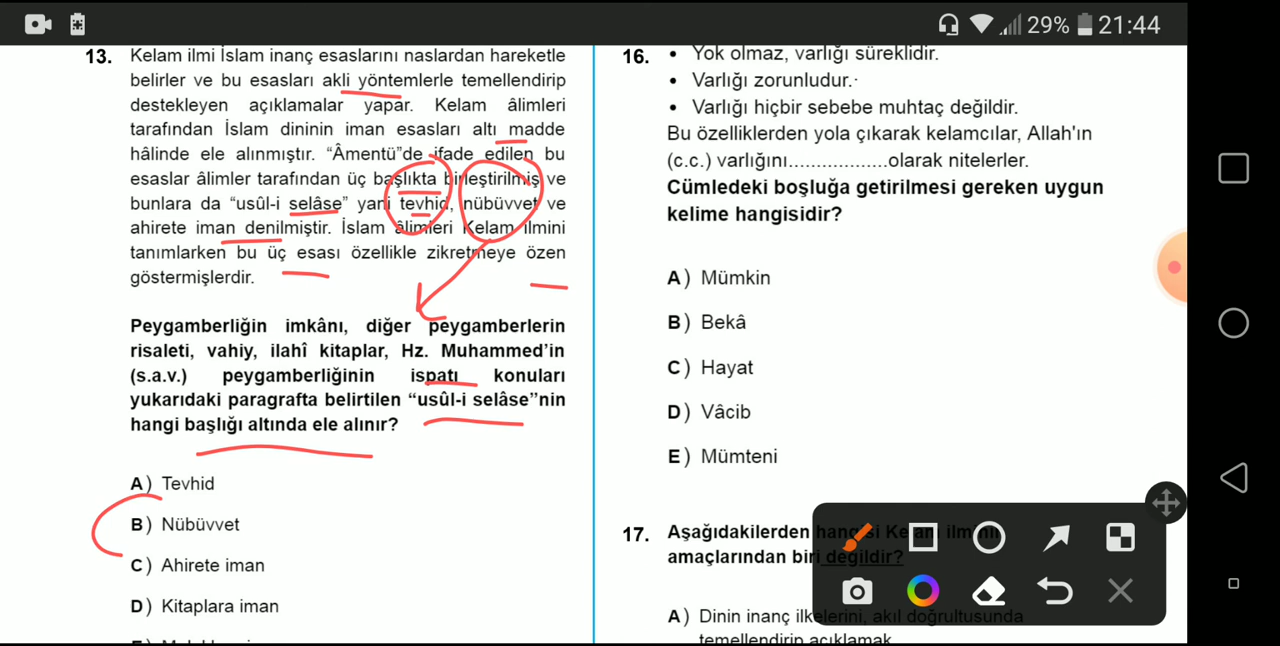 29% 21:44
13. Kelam ilmi İslam inanç esaslarını naslardan hareketle
belirler ve bu esasları akli yöntemlerle temellendirip
destekleyen açıklamalar yapar. Kelam âlimleri
tarafından İslam dininin iman esasları altı madde
hâlinde ele alınmıştır. “Âmentü”de ifade edilen bu
esaslar âlimler tarafından üç başlıkta birleştirilmiş ve
bunlara da “usûl-i selâse” yani tevhid, nübüvvet ve
ahirete iman denilmiştir. İslam âlimleri Kelam ilmini
tanımlarken bu üç esası özellikle zikretmeye özen
göstermişlerdir.
Peygamberliğin imkânı, diğer peygamberlerin
risaleti, vahiy, ilahî kitaplar, Hz. Muhammed’in
(s.a.v.) peygamberliğinin ispatı konuları
yukarıdaki paragrafta belirtilen “usûl-i selâse”nin
hangi başlığı altında ele alınır?
A) Tevhid
B) Nübüvvet
C) Ahirete iman
D) Kitaplara iman
16. • Yok olmaz, varlığı süreklidir.
• Varlığı zorunludur.
• Varlığı hiçbir sebebe muhtaç değildir.
Bu özelliklerden yola çıkarak kelamcılar, Allah'ın
(c.c.) varlığını..................olarak nitelerler.
Cümledeki boşluğa getirilmesi gereken uygun
kelime hangisidir?
A) Mümkin
B) Bekâ
C) Hayat
D) Vâcib
E) Mümteni
17. Aşağıdakilerden hangisi Kelam ilminin
amaçlarından biri değildir?
A) Dinin inanç ilkelerini, akıl doğrultusunda
temellendirip açıklamak